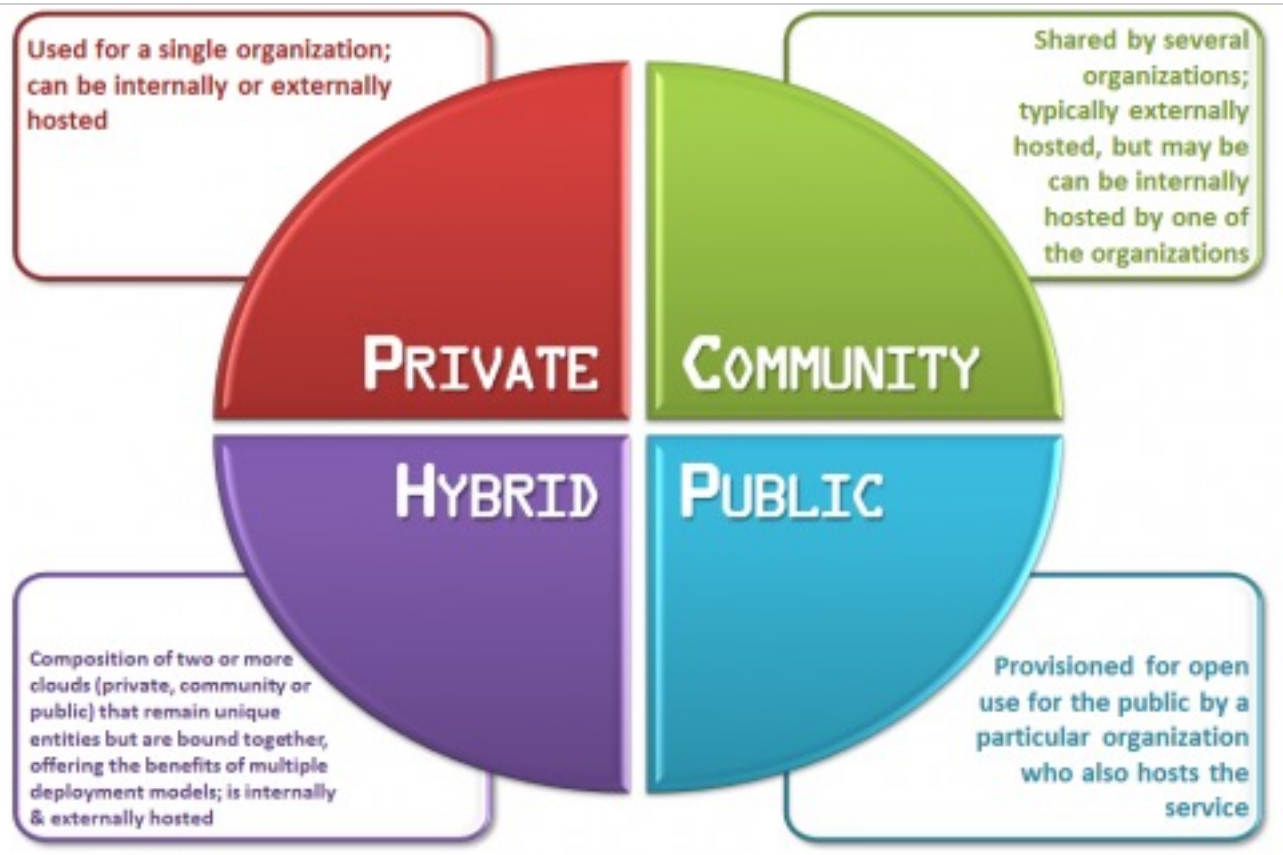 Used for a single organization;
can be internally or externally
hosted
Shared by several
organizations;
typically externally
hosted, but may be
can be internally
hosted by one of
the organizations
PRIVATE
COMMUNITY
HYBRID
PUBLIC
Composition of two or more
clouds (private, community or
public) that remain unique
entities but are bound together,
offering the benefits of multiple
deployment models; is internally
& externally hosted
Provisioned for open
use for the public by a
particular organization
who also hosts the
service